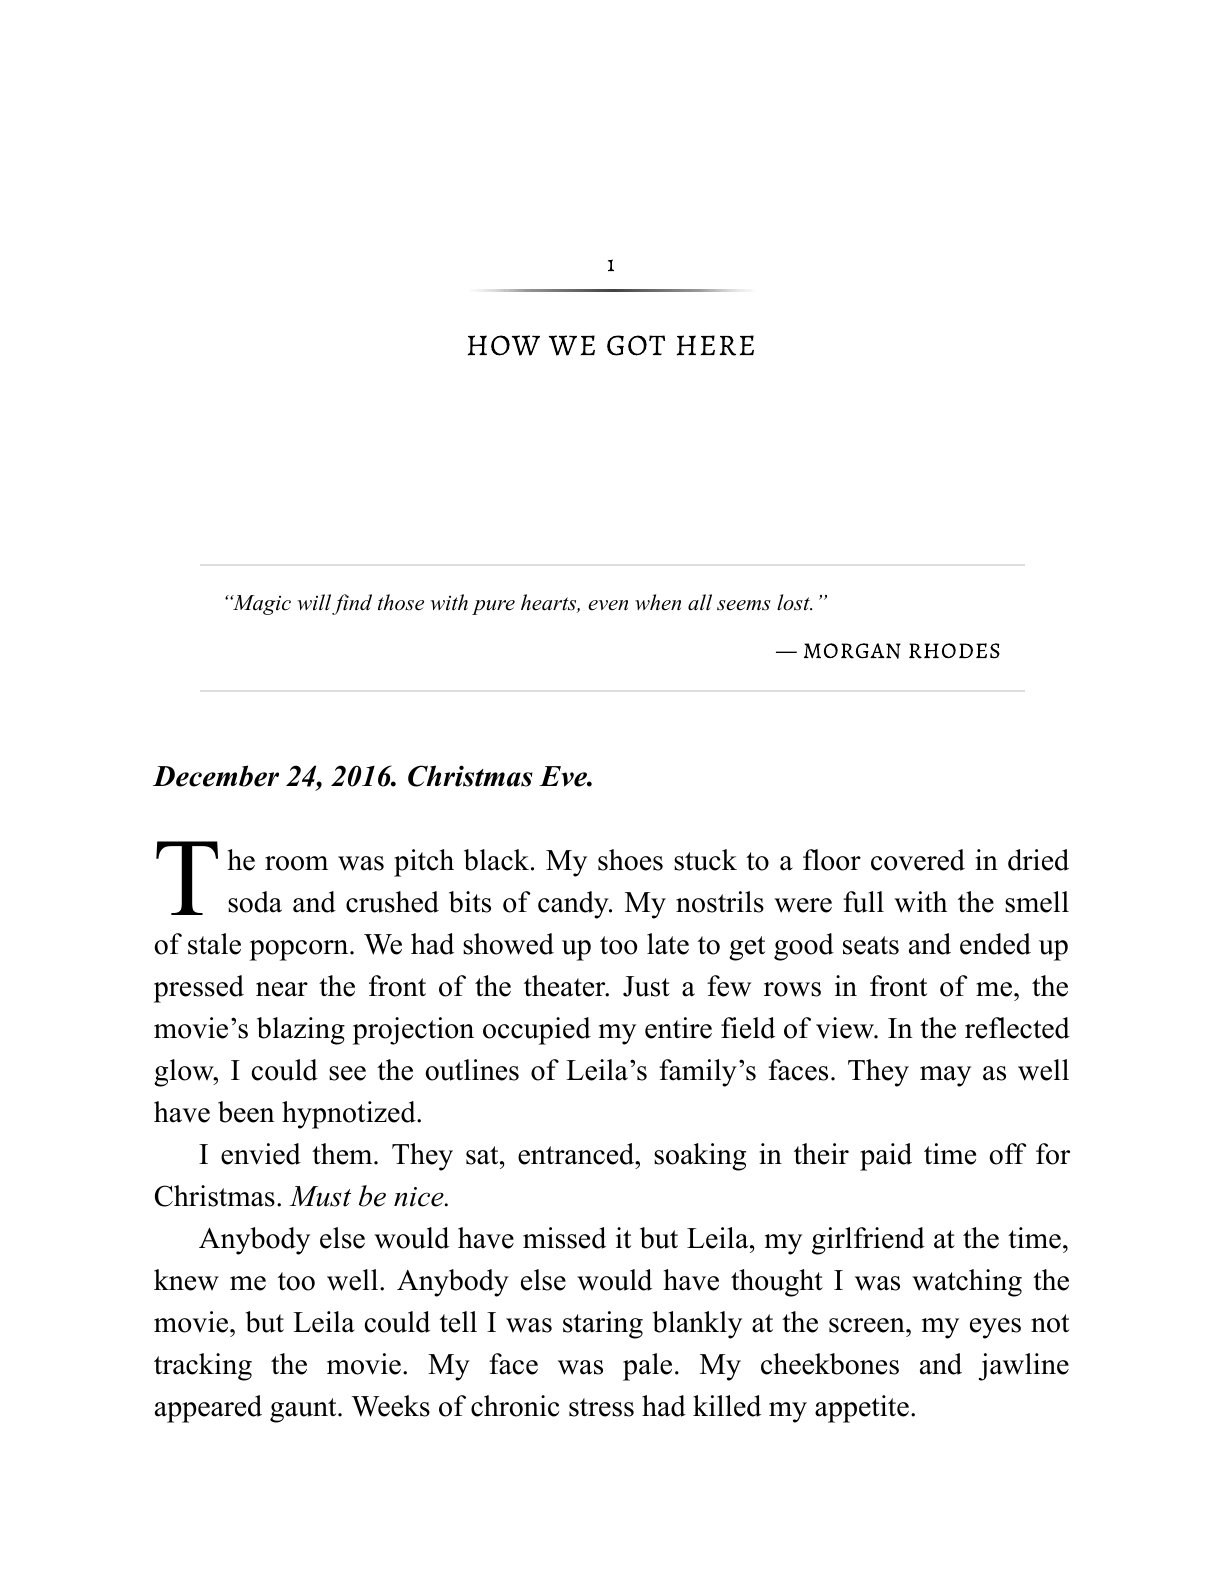 1
HOW WE GOT HERE
“Magic will find those with pure hearts, even when all seems lost.”
— MORGAN RHODES
December 24, 2016. Christmas Eve.
The room was pitch black. My shoes stuck to a floor covered in dried
soda and crushed bits of candy. My nostrils were full with the smell
of stale popcorn. We had showed up too late to get good seats and ended up
pressed near the front of the theater. Just a few rows in front of me, the
movie’s blazing projection occupied my entire field of view. In the reflected
glow, I could see the outlines of Leila’s family’s faces. They may as well
have been hypnotized.
I envied them. They sat, entranced, soaking in their paid time off for
Christmas. Must be nice.
Anybody else would have missed it but Leila, my girlfriend at the time,
knew me too well. Anybody else would have thought I was watching the
movie, but Leila could tell I was staring blankly at the screen, my eyes not
tracking the movie. My face was pale. My cheekbones and jawline
appeared gaunt. Weeks of chronic stress had killed my appetite.